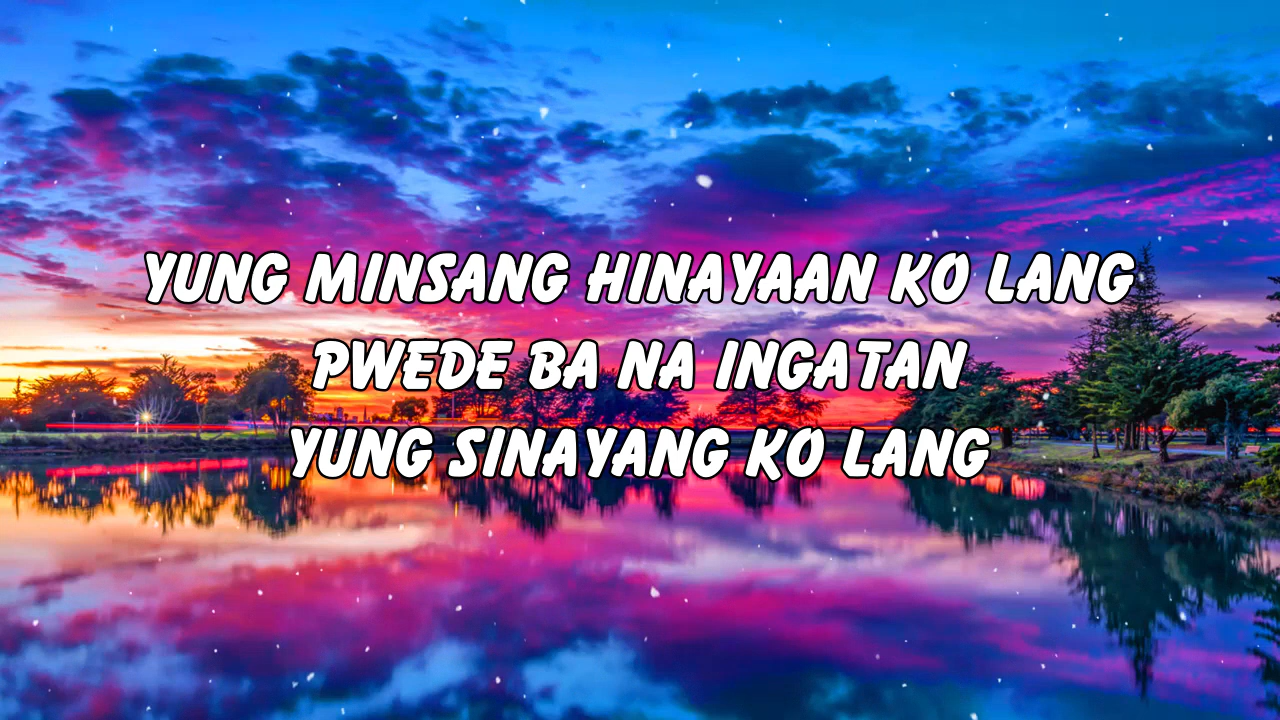 YUNG MINSANG HINAYAAN KO LANG
PWEDE BA NA INGATAN
YUNG SINAYANG KO LANG